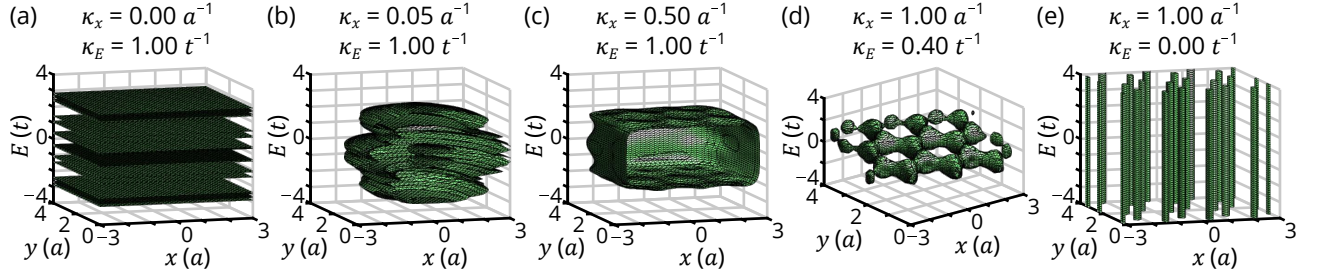 (a) κx = 0.00 a⁻¹
κE = 1.00 t⁻¹
4
0
−4
E (t)
4
2
0
y (a)
−3
0
3
x (a)
(b) κx = 0.05 a⁻¹
κE = 1.00 t⁻¹
4
0
−4
E (t)
4
2
0
y (a)
−3
0
3
x (a)
(c) κx = 0.50 a⁻¹
κE = 1.00 t⁻¹
4
0
−4
E (t)
4
2
0
y (a)
−3
0
3
x (a)
(d) κx = 1.00 a⁻¹
κE = 0.40 t⁻¹
4
0
−4
E (t)
4
2
0
y (a)
−3
0
3
x (a)
(e) κx = 1.00 a⁻¹
κE = 0.00 t⁻¹
4
0
−4
E (t)
4
2
0
y (a)
−3
0
3
x (a)